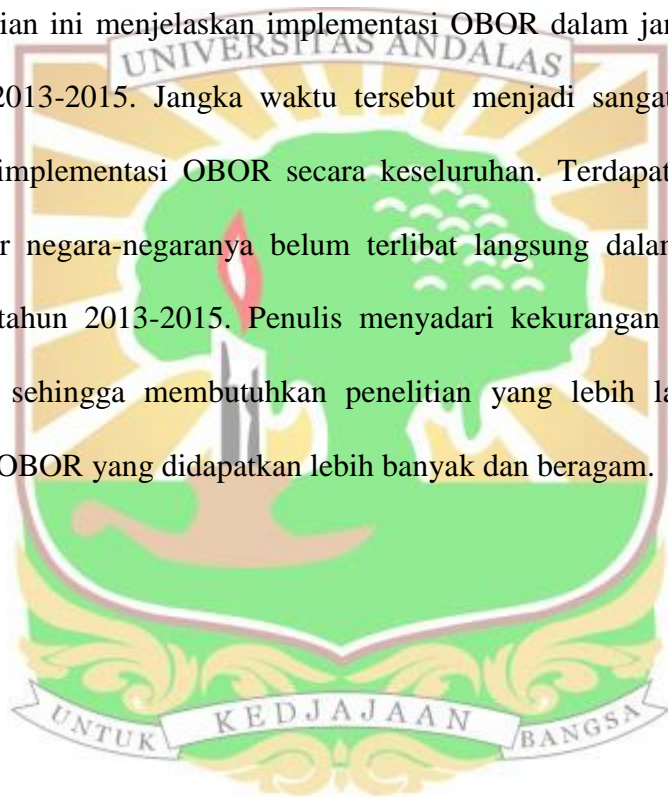 ian ini menjelaskan implementasi OBOR dalam jan
UNIVERSITAS ANDALAS
2013-2015. Jangka waktu tersebut menjadi sangat
implementasi OBOR secara keseluruhan. Terdapat
r negara-negaranya belum terlibat langsung dalam
tahun 2013-2015. Penulis menyadari kekurangan
sehingga membutuhkan penelitian yang lebih la
OBOR yang didapatkan lebih banyak dan beragam.
UNTUK KEDJAJAAN BANGSA